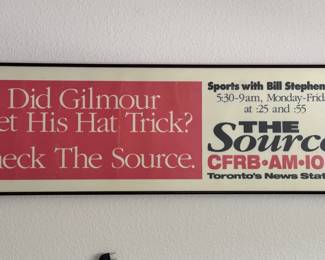 Did Gilmour
et His Hat Trick?
eck The Source.
Sports with Bill Stephen
5:30-9am, Monday-Frid
at :25 and :55
THE
Source
CFRB•AM•10
Toronto's News Stat